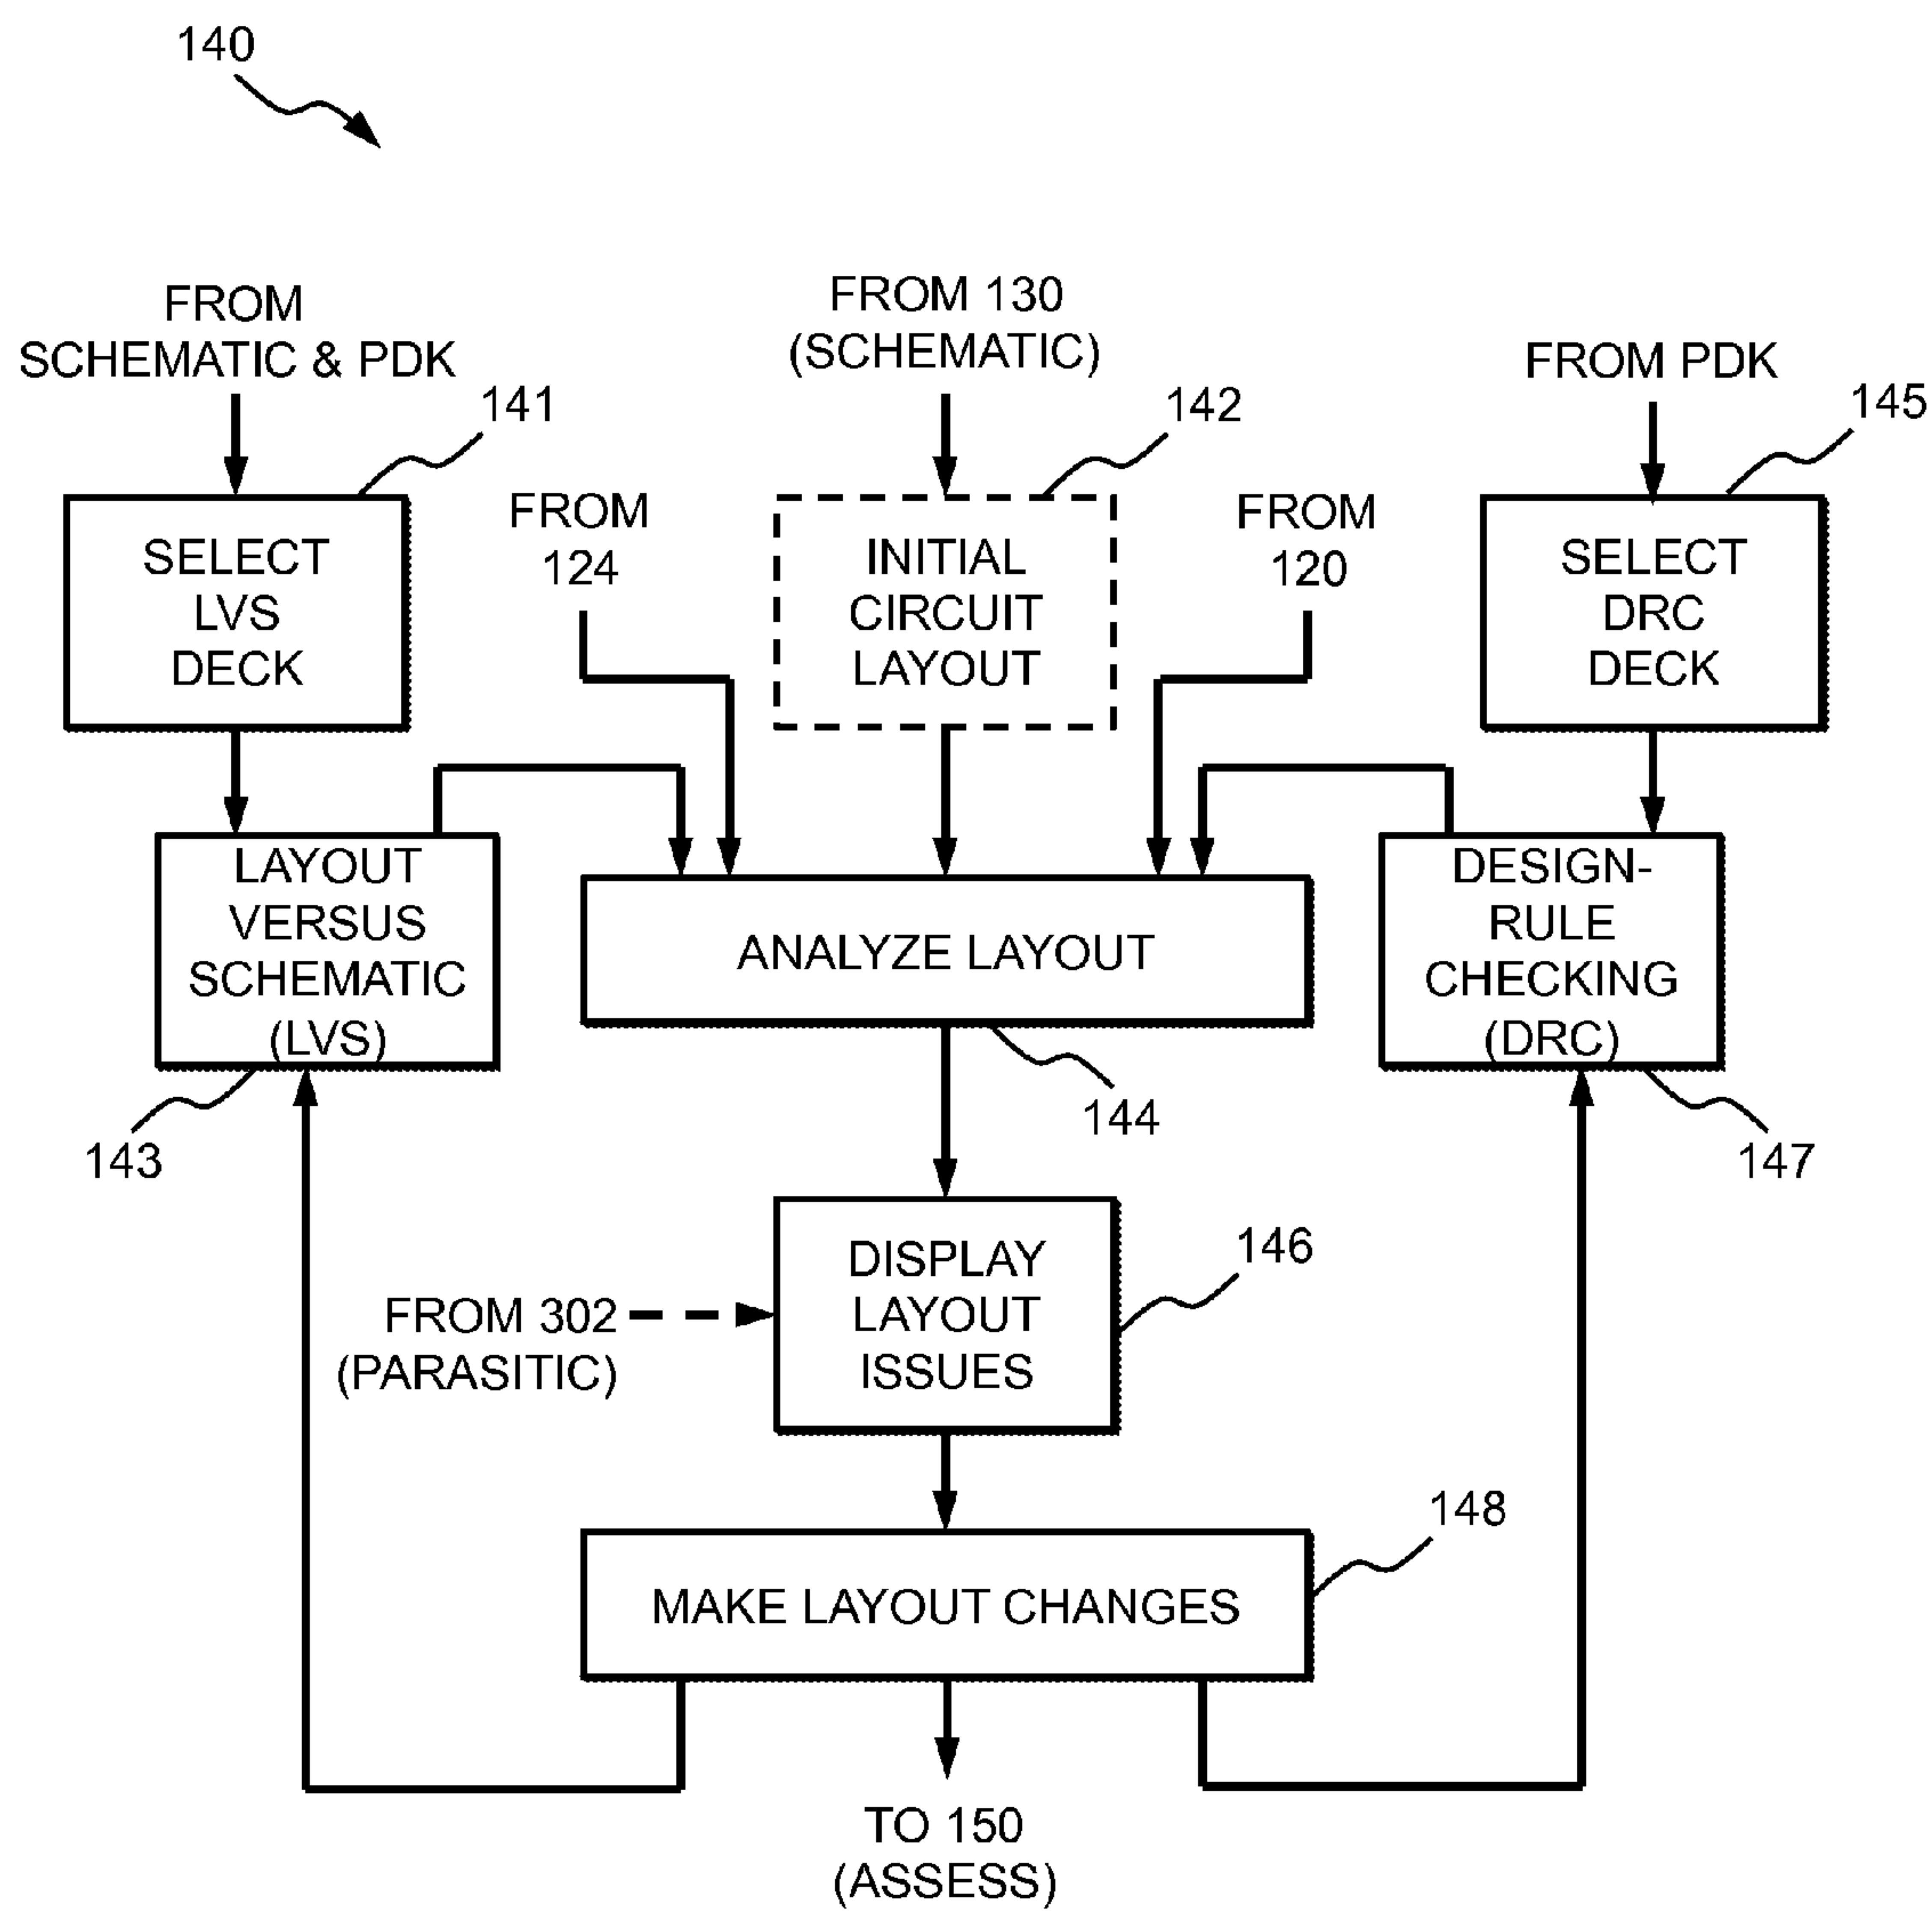 140
FROM
SCHEMATIC & PDK
FROM 130
(SCHEMATIC)
FROM PDK
141
142
145
SELECT
LVS
DECK
FROM
124
INITIAL
CIRCUIT
LAYOUT
FROM
120
SELECT
DRC
DECK
LAYOUT
VERSUS
SCHEMATIC
(LVS)
ANALYZE LAYOUT
DESIGN-
RULE
CHECKING
(DRC)
143
144
147
DISPLAY
LAYOUT
ISSUES
146
FROM 302
(PARASITIC)
148
MAKE LAYOUT CHANGES
TO 150
(ASSESS)